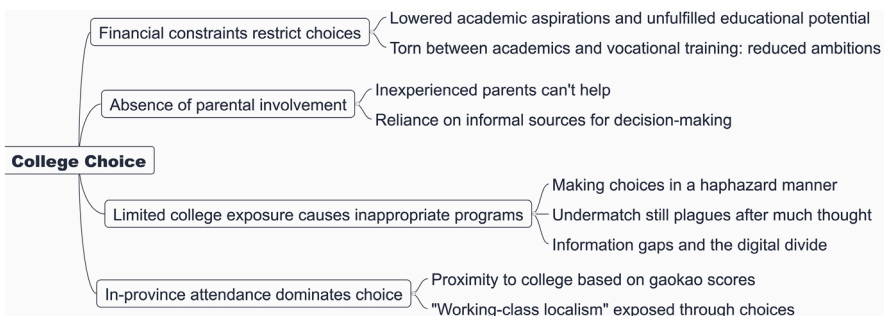 Financial constraints restrict choices
Lowered academic aspirations and unfulfilled educational potential
Torn between academics and vocational training: reduced ambitions
Absence of parental involvement
Inexperienced parents can't help
Reliance on informal sources for decision-making
College Choice
Limited college exposure causes inappropriate programs
Making choices in a haphazard manner
Undermatch still plagues after much thought
Information gaps and the digital divide
In-province attendance dominates choice
Proximity to college based on gaokao scores
"Working-class localism" exposed through choices